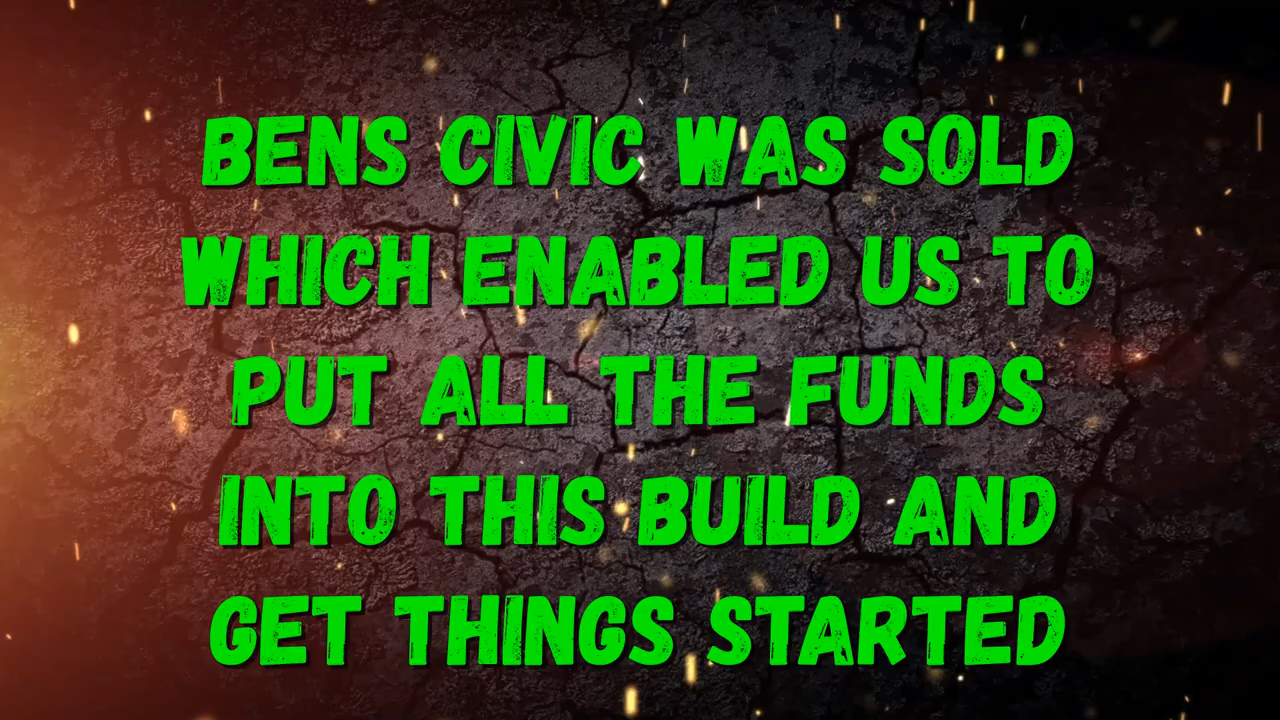 BENS CIVIC WAS SOLD
WHICH ENABLED US TO
PUT ALL THE FUNDS
INTO THIS BUILD AND
GET THINGS STARTED